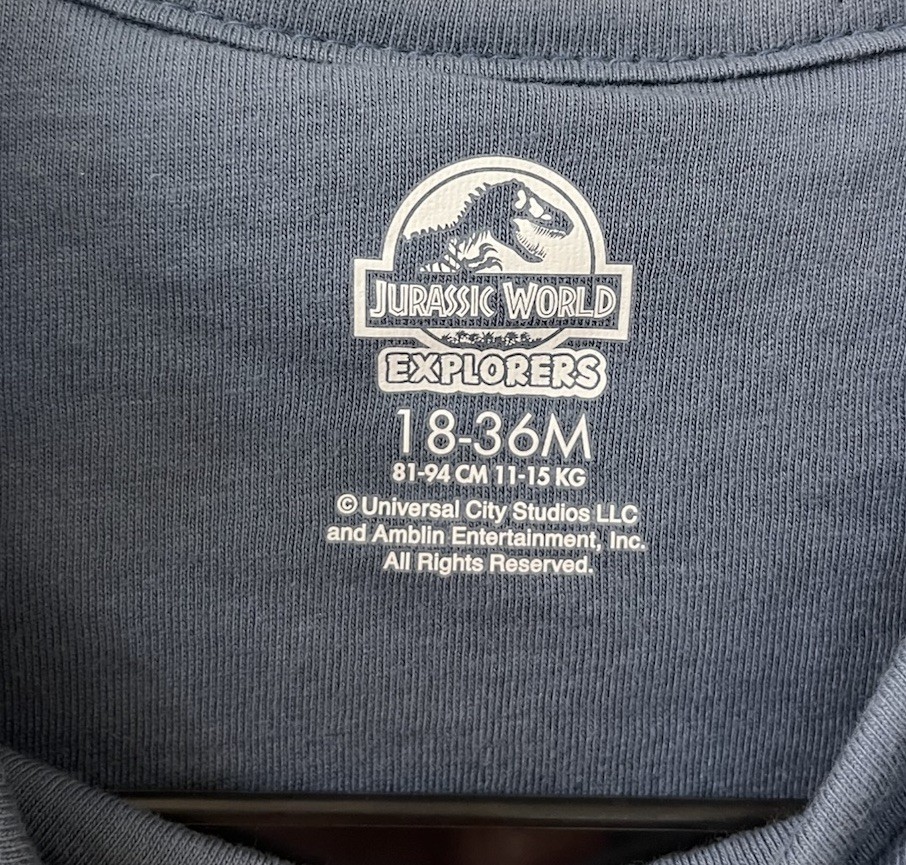 JURASSIC WORLD
EXPLORERS
18-36M
81-94 CM 11-15 KG
© Universal City Studios LLC
and Amblin Entertainment, Inc.
All Rights Reserved.